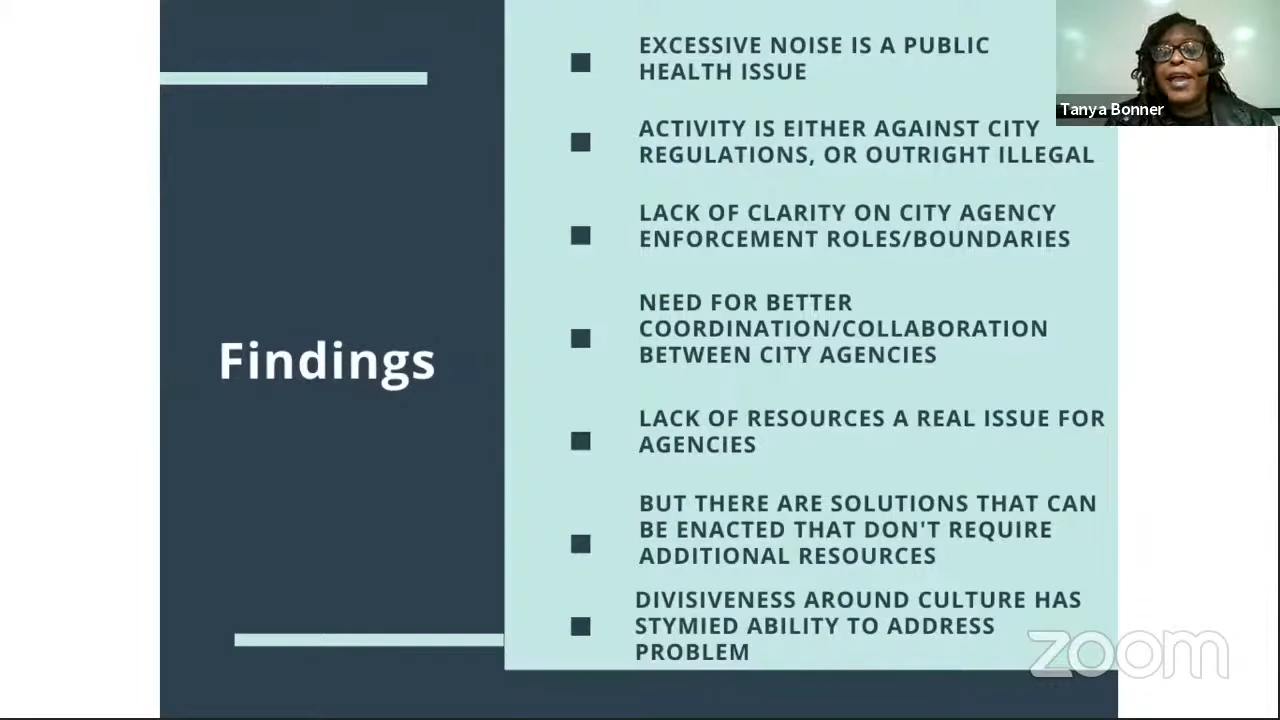 Findings
EXCESSIVE NOISE IS A PUBLIC
HEALTH ISSUE
ACTIVITY IS EITHER AGAINST CITY
REGULATIONS, OR OUTRIGHT ILLEGAL
LACK OF CLARITY ON CITY AGENCY
ENFORCEMENT ROLES/BOUNDARIES
NEED FOR BETTER
COORDINATION/COLLABORATION
BETWEEN CITY AGENCIES
LACK OF RESOURCES A REAL ISSUE FOR
AGENCIES
BUT THERE ARE SOLUTIONS THAT CAN
BE ENACTED THAT DON'T REQUIRE
ADDITIONAL RESOURCES
DIVISIVENESS AROUND CULTURE HAS
STYMIED ABILITY TO ADDRESS
PROBLEM
Tanya Bonner
zoom